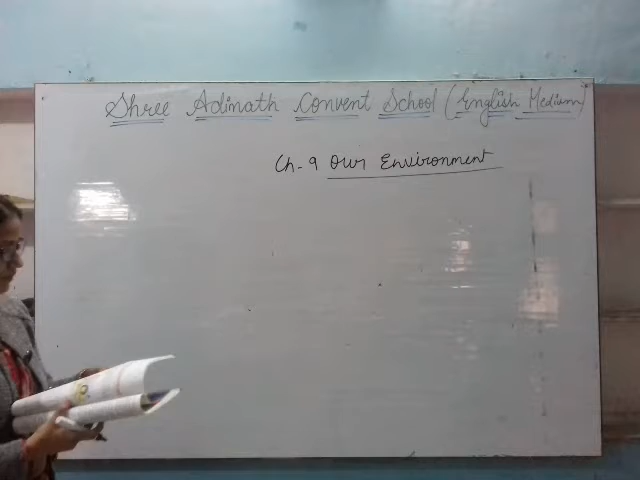 Shree Adinath Convent School (English Medium)
Ch-9 Our Environment